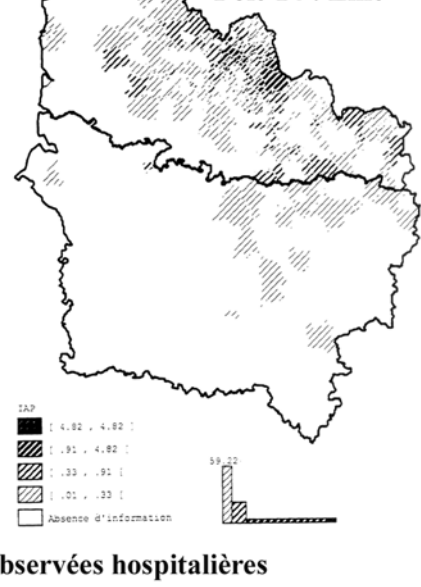 IAP
[ 4.82 , 4.82 ]
[ .91 , 4.82 [
[ .33 , .91 [
[ .01 , .33 [
Absence d'information
59.22
bservées hospitalières